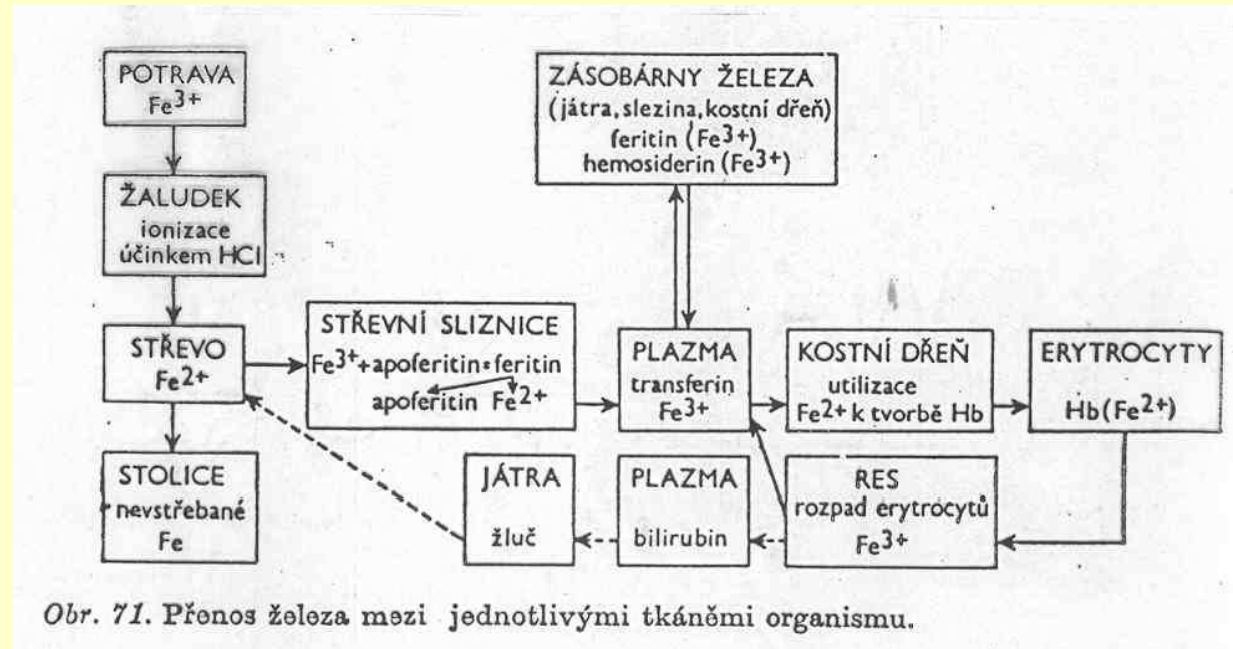 POTRAVA
Fe³⁺
ŽALUDEK
ionizace
účinkem HCl
STŘEVO
Fe²⁺
STOLICE
nevstřebané
Fe
STŘEVNÍ SLIZNICE
Fe³⁺+apoferitin=feritin
apoferitin Fe²⁺
ZÁSOBÁRNY ŽELEZA
(játra, slezina, kostní dřeň)
feritin (Fe³⁺)
hemosiderin (Fe³⁺)
PLAZMA
transferin
Fe³⁺
KOSTNÍ DŘEŇ
utilizace
Fe²⁺ k tvorbě Hb
ERYTROCYTY
Hb(Fe²⁺)
RES
rozpad erytrocytů
Fe³⁺
PLAZMA
bilirubin
JÁTRA
žluč
Obr. 71. Přenos železa mezi jednotlivými tkáněmi organismu.